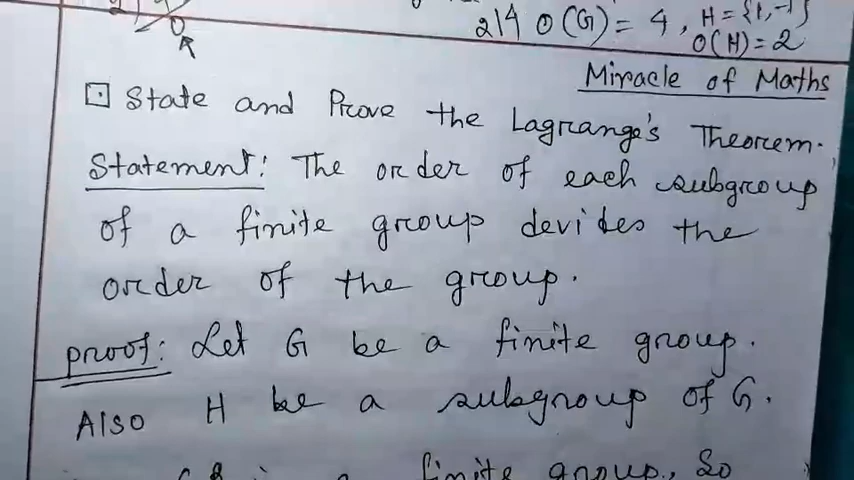 2|4 O(G) = 4, H = {1, -1}
O(H) = 2
Miracle of Maths
State and Prove the Lagrange's Theorem.
Statement: The order of each subgroup
of a finite group devides the
order of the group.
proof: Let G be a finite group.
Also H be a subgroup of G.
finite group, So